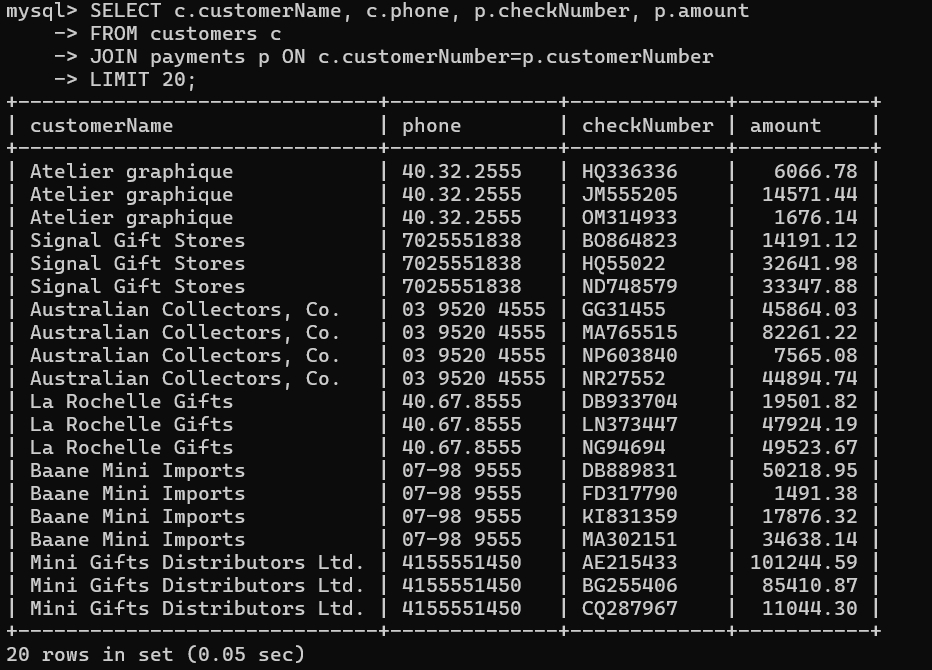 mysql> SELECT c.customerName, c.phone, p.checkNumber, p.amount
    -> FROM customers c
    -> JOIN payments p ON c.customerNumber=p.customerNumber
    -> LIMIT 20;
+------------------------------+--------------+-------------+-----------+
| customerName                 | phone        | checkNumber | amount    |
+------------------------------+--------------+-------------+-----------+
| Atelier graphique            | 40.32.2555   | HQ336336    |   6066.78 |
| Atelier graphique            | 40.32.2555   | JM555205    |  14571.44 |
| Atelier graphique            | 40.32.2555   | OM314933    |   1676.14 |
| Signal Gift Stores           | 7025551838   | BO864823    |  14191.12 |
| Signal Gift Stores           | 7025551838   | HQ55022     |  32641.98 |
| Signal Gift Stores           | 7025551838   | ND748579    |  33347.88 |
| Australian Collectors, Co.   | 03 9520 4555 | GG31455     |  45864.03 |
| Australian Collectors, Co.   | 03 9520 4555 | MA765515    |  82261.22 |
| Australian Collectors, Co.   | 03 9520 4555 | NP603840    |   7565.08 |
| Australian Collectors, Co.   | 03 9520 4555 | NR27552     |  44894.74 |
| La Rochelle Gifts            | 40.67.8555   | DB933704    |  19501.82 |
| La Rochelle Gifts            | 40.67.8555   | LN373447    |  47924.19 |
| La Rochelle Gifts            | 40.67.8555   | NG94694     |  49523.67 |
| Baane Mini Imports           | 07-98 9555   | DB889831    |  50218.95 |
| Baane Mini Imports           | 07-98 9555   | FD317790    |   1491.38 |
| Baane Mini Imports           | 07-98 9555   | KI831359    |  17876.32 |
| Baane Mini Imports           | 07-98 9555   | MA302151    |  34638.14 |
| Mini Gifts Distributors Ltd. | 4155551450   | AE215433    | 101244.59 |
| Mini Gifts Distributors Ltd. | 4155551450   | BG255406    |  85410.87 |
| Mini Gifts Distributors Ltd. | 4155551450   | CQ287967    |  11044.30 |
+------------------------------+--------------+-------------+-----------+
20 rows in set (0.05 sec)